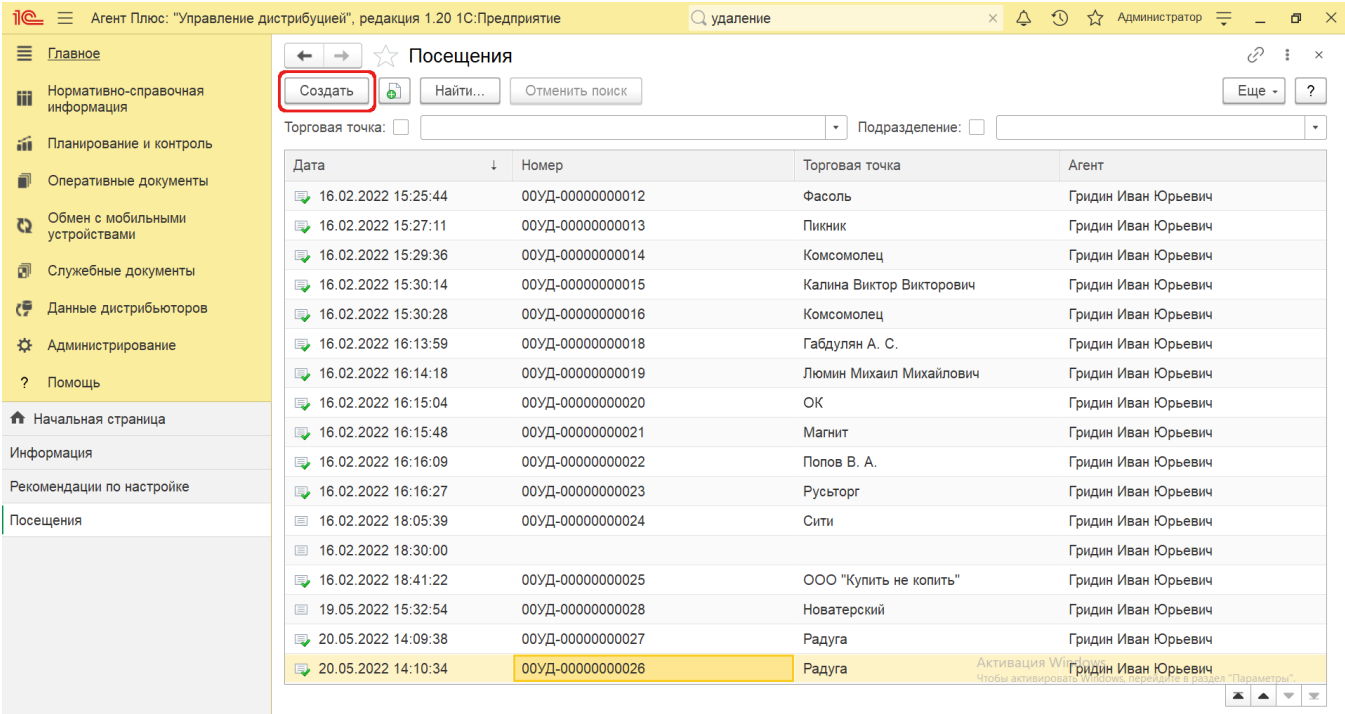 1С Агент Плюс: "Управление дистрибуцией", редакция 1.20 1С:Предприятие удаление Администратор
Главное
Нормативно-справочная
информация
Планирование и контроль
Оперативные документы
Обмен с мобильными
устройствами
Служебные документы
Данные дистрибьюторов
Администрирование
? Помощь
Начальная страница
Информация
Рекомендации по настройке
Посещения
Посещения
Создать Найти... Отменить поиск Еще ?
Торговая точка: Подразделение:
Дата ↓ Номер Торговая точка Агент
16.02.2022 15:25:44 00УД-00000000012 Фасоль Гридин Иван Юрьевич
16.02.2022 15:27:11 00УД-00000000013 Пикник Гридин Иван Юрьевич
16.02.2022 15:29:36 00УД-00000000014 Комсомолец Гридин Иван Юрьевич
16.02.2022 15:30:14 00УД-00000000015 Калина Виктор Викторович Гридин Иван Юрьевич
16.02.2022 15:30:28 00УД-00000000016 Комсомолец Гридин Иван Юрьевич
16.02.2022 16:13:59 00УД-00000000018 Габдулян А. С. Гридин Иван Юрьевич
16.02.2022 16:14:18 00УД-00000000019 Люмин Михаил Михайлович Гридин Иван Юрьевич
16.02.2022 16:15:04 00УД-00000000020 ОК Гридин Иван Юрьевич
16.02.2022 16:15:48 00УД-00000000021 Магнит Гридин Иван Юрьевич
16.02.2022 16:16:09 00УД-00000000022 Попов В. А. Гридин Иван Юрьевич
16.02.2022 16:16:27 00УД-00000000023 Русьторг Гридин Иван Юрьевич
16.02.2022 18:05:39 00УД-00000000024 Сити Гридин Иван Юрьевич
16.02.2022 18:30:00 Гридин Иван Юрьевич
16.02.2022 18:41:22 00УД-00000000025 ООО "Купить не копить" Гридин Иван Юрьевич
19.05.2022 15:32:54 00УД-00000000028 Новатерский Гридин Иван Юрьевич
20.05.2022 14:09:38 00УД-00000000027 Радуга Гридин Иван Юрьевич
20.05.2022 14:10:34 00УД-00000000026 Радуга Гридин Иван Юрьевич
Активация Windows
Чтобы активировать Windows, перейдите в раздел "Параметры".